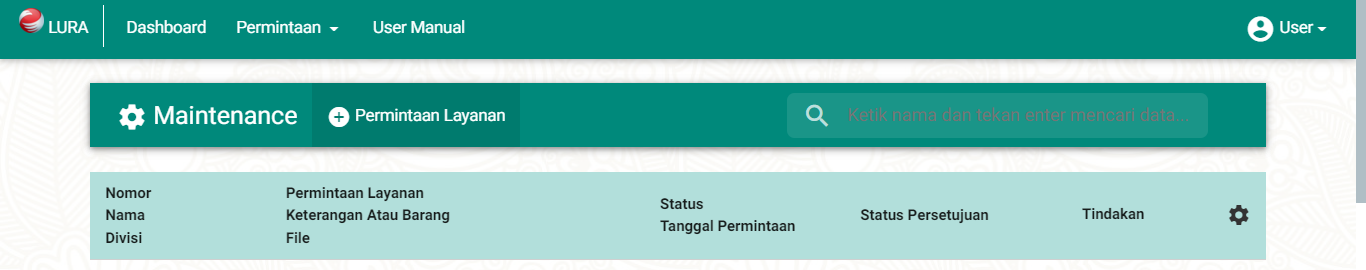 LURA Dashboard Permintaan User Manual User
Maintenance Permintaan Layanan Ketik nama dan tekan enter mencari data...
Nomor
Nama
Divisi
Permintaan Layanan
Keterangan Atau Barang
File
Status
Tanggal Permintaan
Status Persetujuan
Tindakan